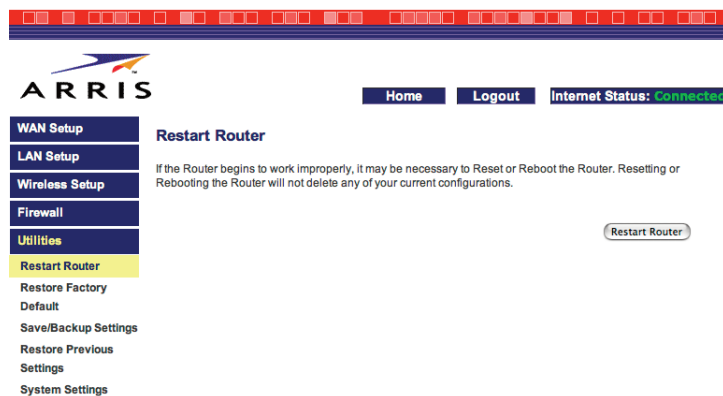 ARRIS
Home
Logout
Internet Status: Connected
WAN Setup
LAN Setup
Wireless Setup
Firewall
Utilities
Restart Router
Restore Factory
Default
Save/Backup Settings
Restore Previous
Settings
System Settings
Restart Router
If the Router begins to work improperly, it may be necessary to Reset or Reboot the Router. Resetting or
Rebooting the Router will not delete any of your current configurations.
Restart Router